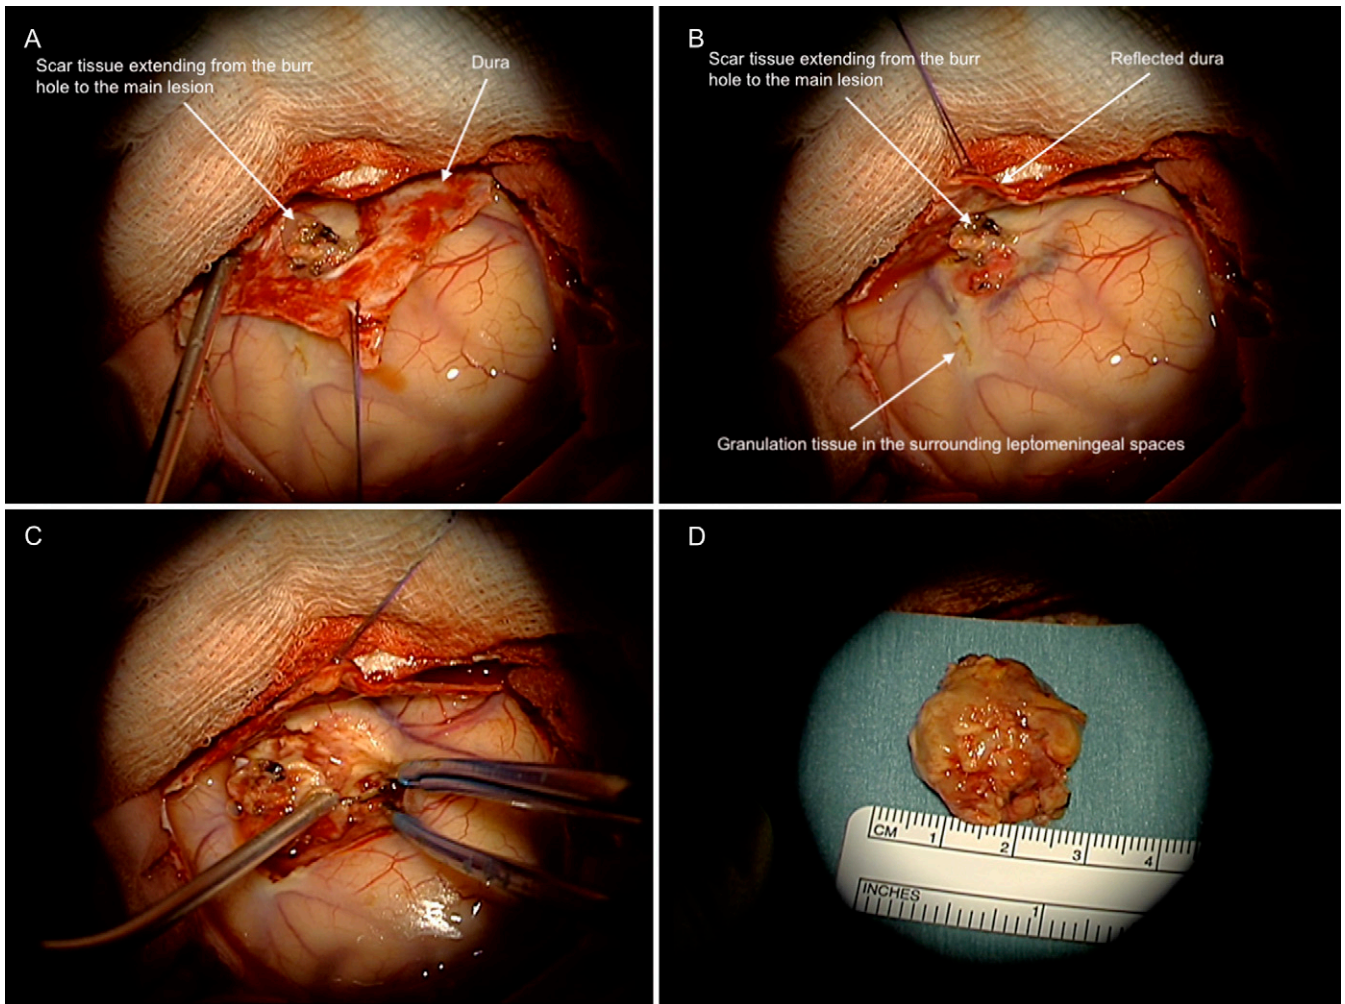 A
Scar tissue extending from the burr
hole to the main lesion
Dura
B
Scar tissue extending from the burr
hole to the main lesion
Reflected dura
Granulation tissue in the surrounding leptomeningeal spaces
C
D
CM 1 2 3 4
INCHES 1